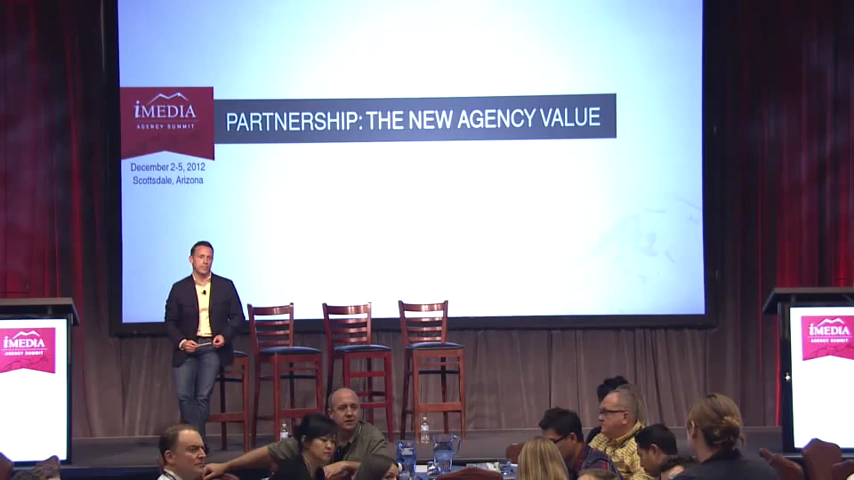 iMEDIA
AGENCY SUMMIT
PARTNERSHIP: THE NEW AGENCY VALUE
December 2-5, 2012
Scottsdale, Arizona
iMEDIA
AGENCY SUMMIT
iMEDIA
AGENCY SUMMIT